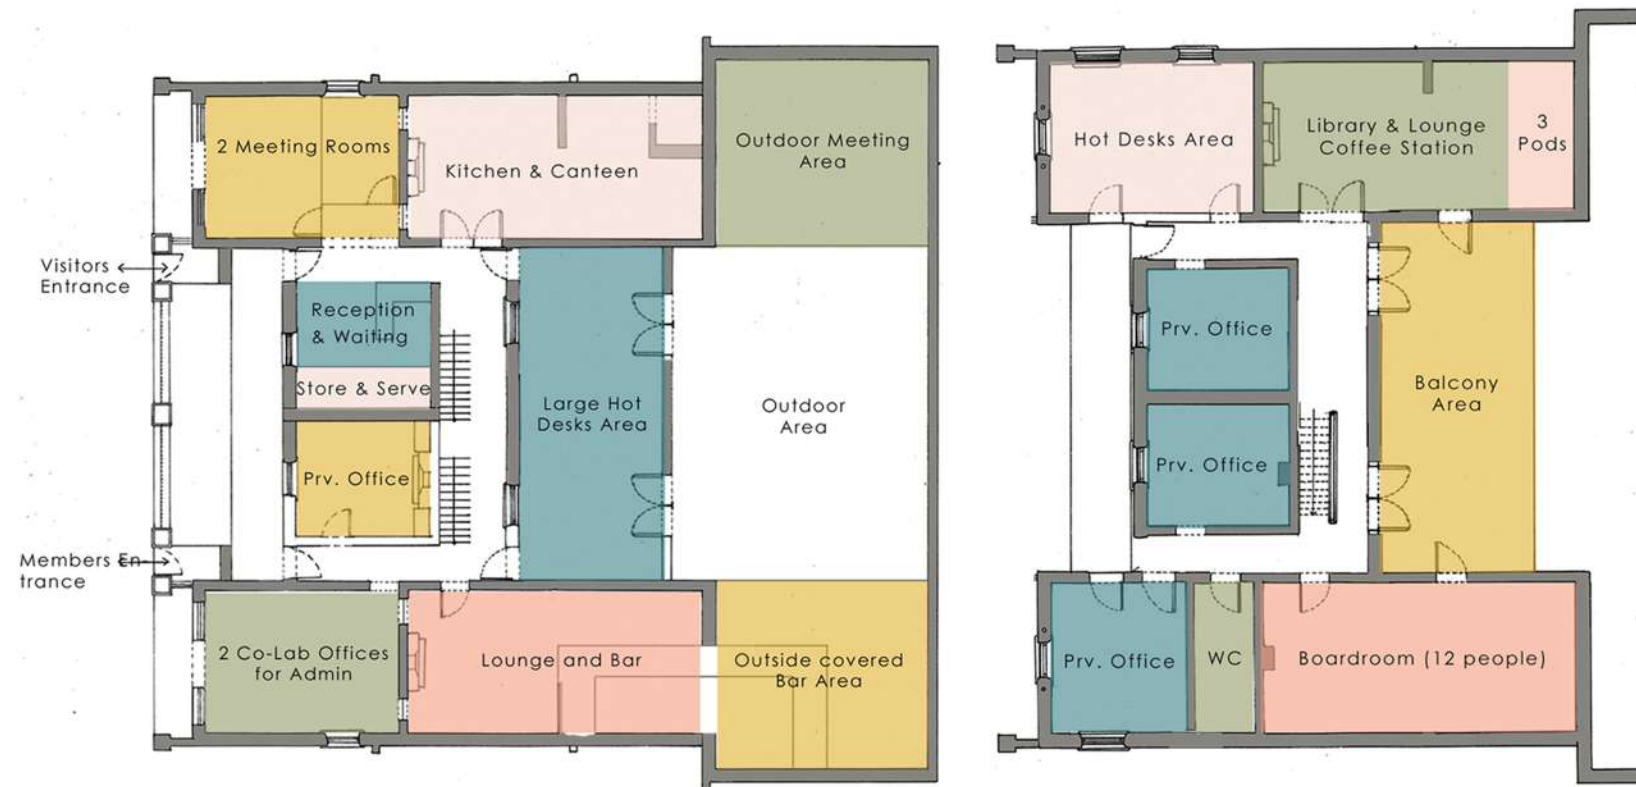 2 Meeting Rooms
Kitchen & Canteen
Outdoor Meeting
Area
Visitors
Entrance
Reception
& Waiting
Store & Serve
Large Hot
Desks Area
Outdoor
Area
Prv. Office
Members En-
trance
2 Co-Lab Offices
for Admin
Lounge and Bar
Outside covered
Bar Area
Hot Desks Area
Library & Lounge
Coffee Station
3
Pods
Prv. Office
Prv. Office
Balcony
Area
Prv. Office
WC
Boardroom (12 people)